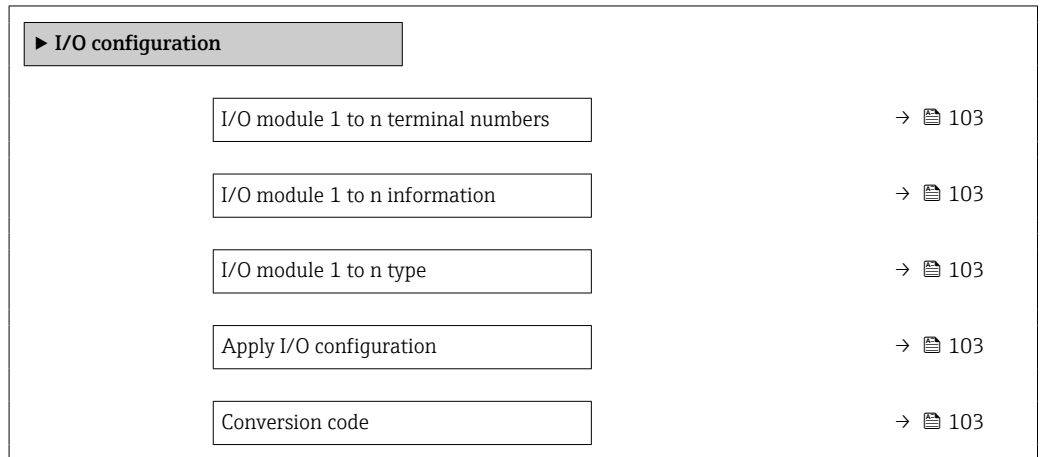 ► I/O configuration
I/O module 1 to n terminal numbers → 103
I/O module 1 to n information → 103
I/O module 1 to n type → 103
Apply I/O configuration → 103
Conversion code → 103